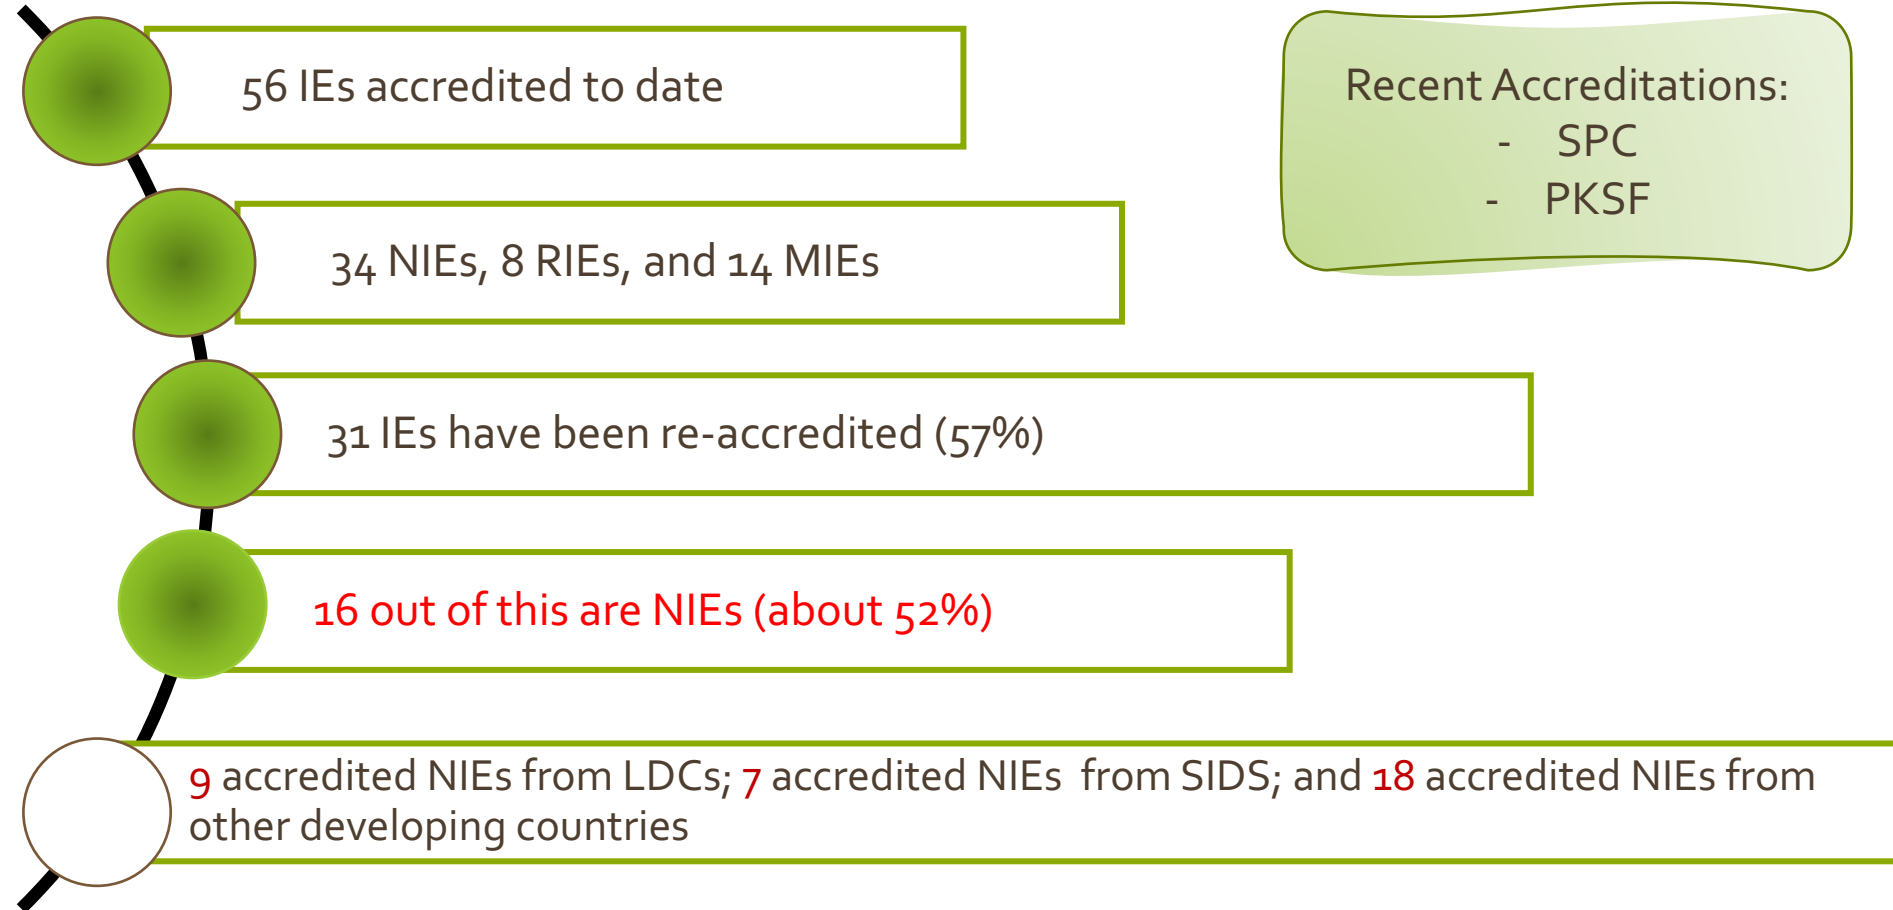 56 IEs accredited to date
34 NIEs, 8 RIEs, and 14 MIEs
31 IEs have been re-accredited (57%)
16 out of this are NIEs (about 52%)
9 accredited NIEs from LDCs; 7 accredited NIEs from SIDS; and 18 accredited NIEs from
other developing countries
Recent Accreditations:
- SPC
- PKSF